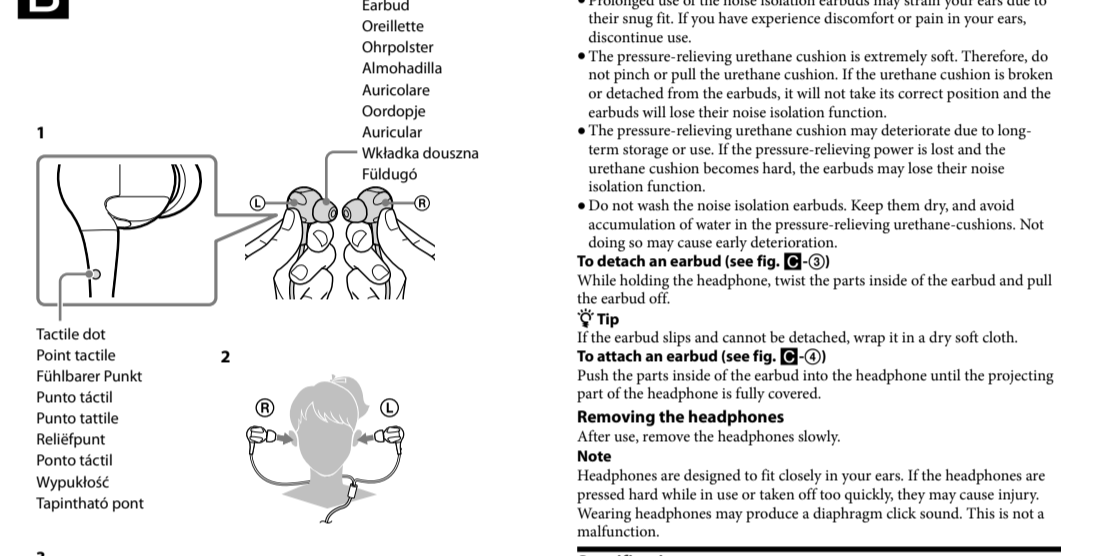 B
Earbud
Oreillette
Ohrpolster
Almohadilla
Auricolare
Oordopje
Auricular
Wkładka douszna
Füldugó
1
L
R
Tactile dot
Point tactile
Fühlbarer Punkt
Punto táctil
Punto tattile
Reliëfpunt
Ponto táctil
Wypukłość
Tapintható pont
2
R
L
● Prolonged use of the noise isolation earbuds may strain your ears due to
their snug fit. If you have experience discomfort or pain in your ears,
discontinue use.
● The pressure-relieving urethane cushion is extremely soft. Therefore, do
not pinch or pull the urethane cushion. If the urethane cushion is broken
or detached from the earbuds, it will not take its correct position and the
earbuds will lose their noise isolation function.
● The pressure-relieving urethane cushion may deteriorate due to long-
term storage or use. If the pressure-relieving power is lost and the
urethane cushion becomes hard, the earbuds may lose their noise
isolation function.
● Do not wash the noise isolation earbuds. Keep them dry, and avoid
accumulation of water in the pressure-relieving urethane-cushions. Not
doing so may cause early deterioration.
To detach an earbud (see fig. C-③)
While holding the headphone, twist the parts inside of the earbud and pull
the earbud off.
Tip
If the earbud slips and cannot be detached, wrap it in a dry soft cloth.
To attach an earbud (see fig. C-④)
Push the parts inside of the earbud into the headphone until the projecting
part of the headphone is fully covered.
Removing the headphones
After use, remove the headphones slowly.
Note
Headphones are designed to fit closely in your ears. If the headphones are
pressed hard while in use or taken off too quickly, they may cause injury.
Wearing headphones may produce a diaphragm click sound. This is not a
malfunction.